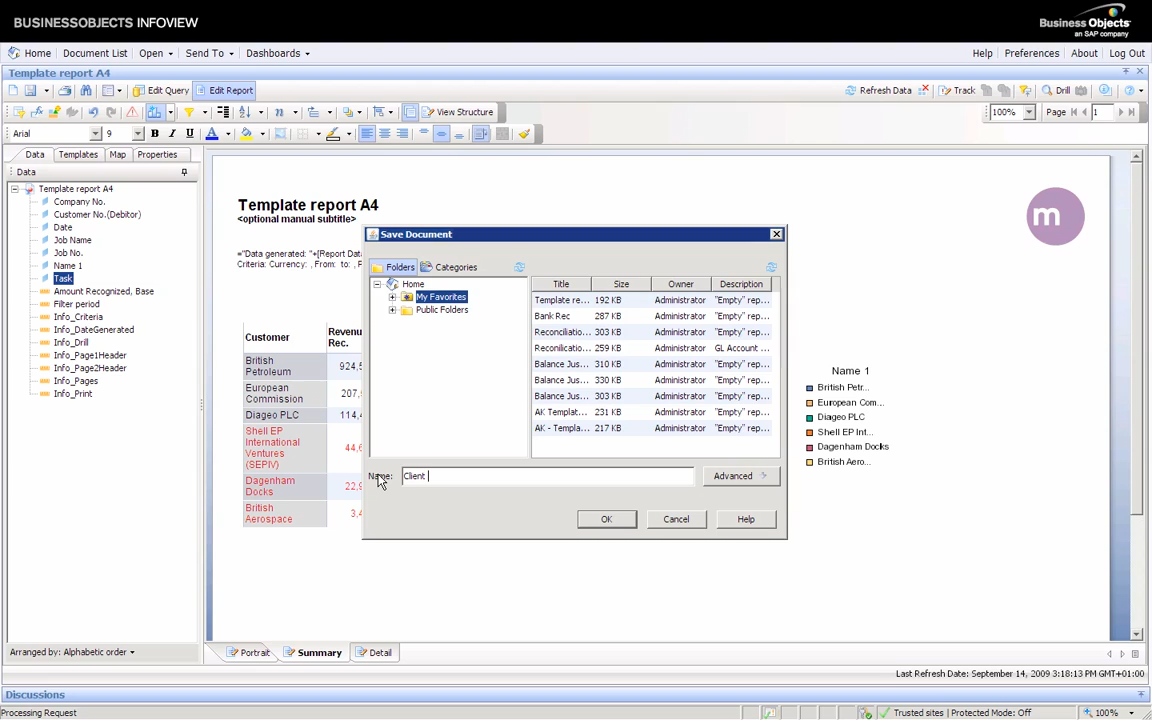 BUSINESSOBJECTS INFOVIEW
Business Objects
an SAP company
Home Document List Open Send To Dashboards Help Preferences About Log Out
Template report A4
Edit Query Edit Report Refresh Data Track Drill
View Structure 100% Page 1
Arial 9 B I U A
Data Templates Map Properties
Data
Template report A4
Company No.
Customer No.(Debitor)
Date
Job Name
Job No.
Name 1
Task
Amount Recognized, Base
Filter period
Info_Criteria
Info_DateGenerated
Info_Drill
Info_Page1Header
Info_Page2Header
Info_Pages
Info_Print
Arranged by: Alphabetic order
Template report A4
<optional manual subtitle>
m
="Data generated: "+[Report Dat
Criteria: Currency: , From: to: , P
Customer Revenue Rec.
British Petroleum 924,5
European Commission 207,
Diageo PLC 114,4
Shell EP International Ventures (SEPIV) 44,6
Dagenham Docks 22,9
British Aerospace 3,4
Save Document
Folders Categories
Home
My Favorites
Public Folders
Title Size Owner Description
Template re... 192 KB Administrator "Empty" rep...
Bank Rec 287 KB Administrator "Empty" rep...
Reconciliatio... 303 KB Administrator "Empty" rep...
Reconciliatio... 259 KB Administrator GL Account ...
Balance Jus... 310 KB Administrator "Empty" rep...
Balance Jus... 330 KB Administrator "Empty" rep...
Balance Jus... 303 KB Administrator "Empty" rep...
AK Templat... 231 KB Administrator "Empty" rep...
AK - Templa... 217 KB Administrator "Empty" rep...
Name: Client
Advanced
OK Cancel Help
Name 1
British Petr...
European Com...
Diageo PLC
Shell EP Int...
Dagenham Docks
British Aero...
Portrait Summary Detail
Last Refresh Date: September 14, 2009 3:18:13 PM GMT+01:00
Discussions
Processing Request Trusted sites | Protected Mode: Off 100%